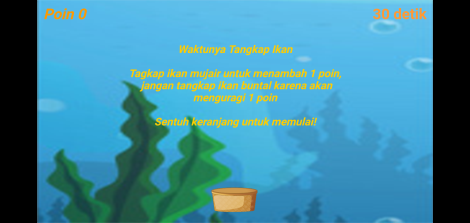 Poin 0
30 detik
Waktunya Tangkap Ikan
Tagkap ikan mujair untuk menambah 1 poin,
jangan tangkap ikan buntal karena akan
menguragi 1 poin
Sentuh keranjang untuk memulai!